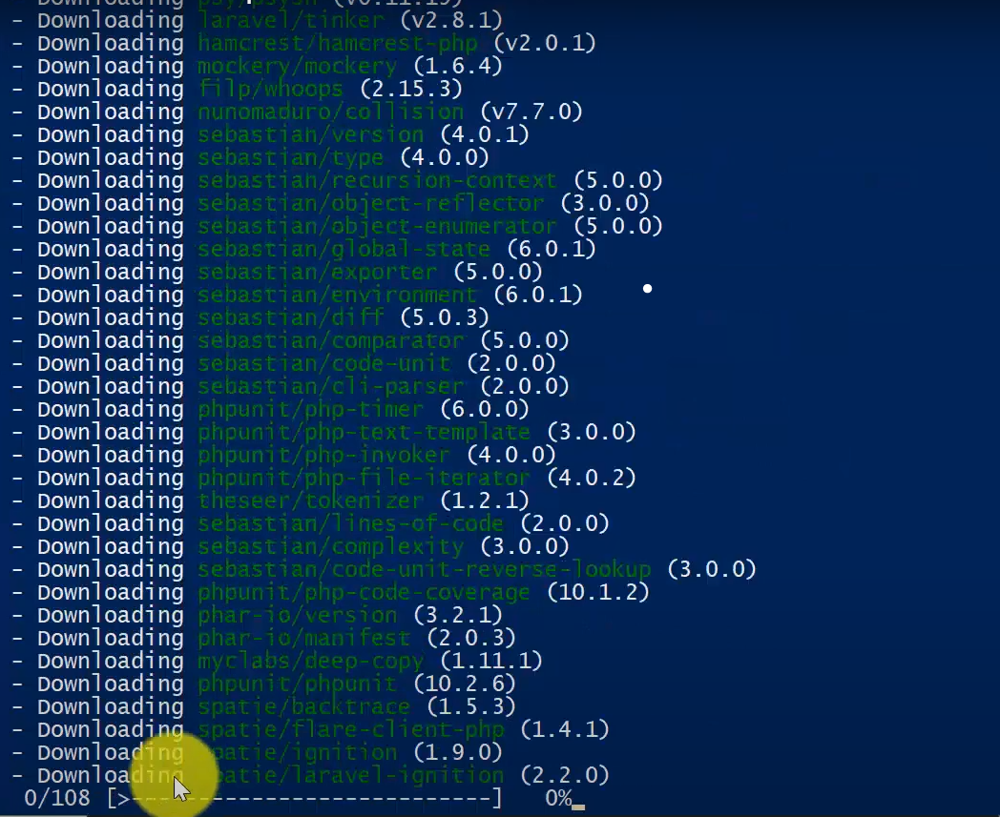 - Downloading psy/psysh (v0.11.19)
- Downloading laravel/tinker (v2.8.1)
- Downloading hamcrest/hamcrest-php (v2.0.1)
- Downloading mockery/mockery (1.6.4)
- Downloading filp/whoops (2.15.3)
- Downloading nunomaduro/collision (v7.7.0)
- Downloading sebastian/version (4.0.1)
- Downloading sebastian/type (4.0.0)
- Downloading sebastian/recursion-context (5.0.0)
- Downloading sebastian/object-reflector (3.0.0)
- Downloading sebastian/object-enumerator (5.0.0)
- Downloading sebastian/global-state (6.0.1)
- Downloading sebastian/exporter (5.0.0)
- Downloading sebastian/environment (6.0.1)
- Downloading sebastian/diff (5.0.3)
- Downloading sebastian/comparator (5.0.0)
- Downloading sebastian/code-unit (2.0.0)
- Downloading sebastian/cli-parser (2.0.0)
- Downloading phpunit/php-timer (6.0.0)
- Downloading phpunit/php-text-template (3.0.0)
- Downloading phpunit/php-invoker (4.0.0)
- Downloading phpunit/php-file-iterator (4.0.2)
- Downloading theseer/tokenizer (1.2.1)
- Downloading sebastian/lines-of-code (2.0.0)
- Downloading sebastian/complexity (3.0.0)
- Downloading sebastian/code-unit-reverse-lookup (3.0.0)
- Downloading phpunit/php-code-coverage (10.1.2)
- Downloading phar-io/version (3.2.1)
- Downloading phar-io/manifest (2.0.3)
- Downloading myclabs/deep-copy (1.11.1)
- Downloading phpunit/phpunit (10.2.6)
- Downloading spatie/backtrace (1.5.3)
- Downloading spatie/flare-client-php (1.4.1)
- Downloading spatie/ignition (1.9.0)
- Downloading spatie/laravel-ignition (2.2.0)
0/108 [>---------------------------] 0%